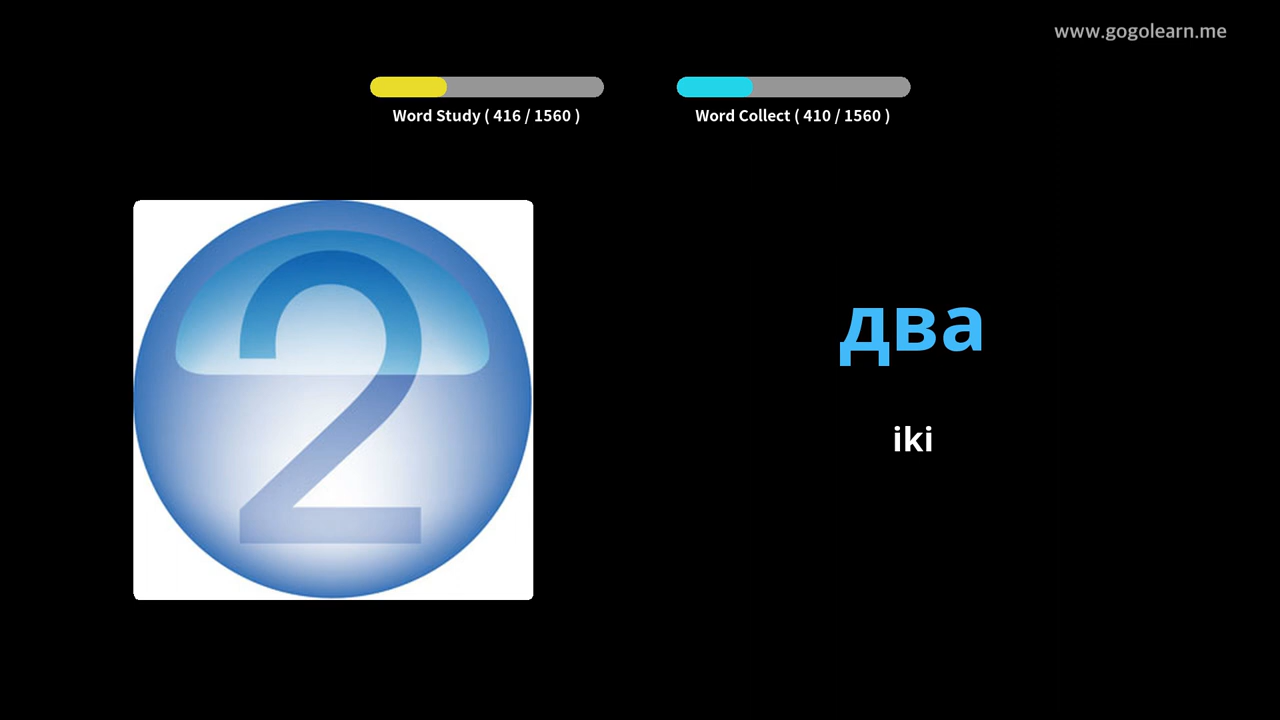 www.gogolearn.me
Word Study ( 416 / 1560 )
Word Collect ( 410 / 1560 )
2
два
iki